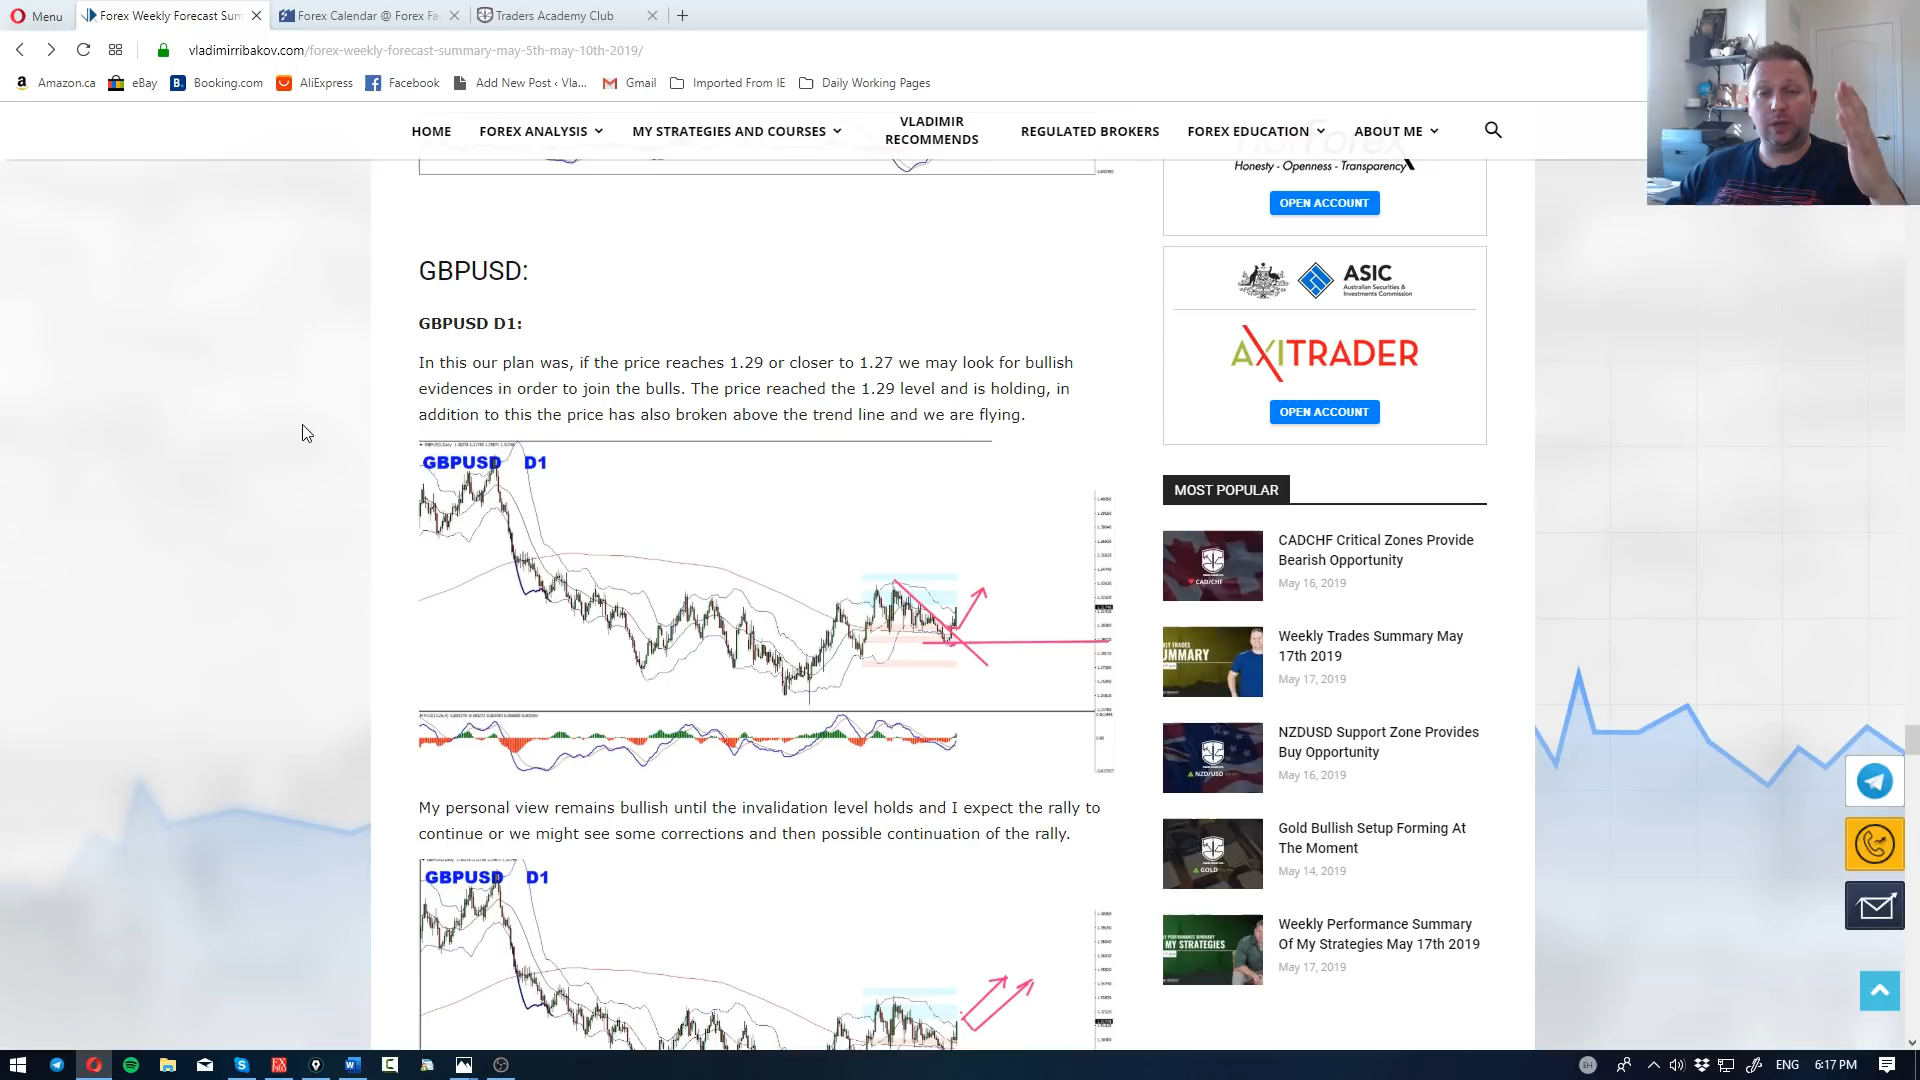 Menu
Forex Weekly Forecast Sum
Forex Calendar @ Forex Fa
Traders Academy Club
vladimirribakov.com/forex-weekly-forecast-summary-may-5th-may-10th-2019/
Amazon.ca
eBay
Booking.com
AliExpress
Facebook
Add New Post ‹ Vla...
Gmail
Imported From IE
Daily Working Pages
HOME
FOREX ANALYSIS
MY STRATEGIES AND COURSES
VLADIMIR
RECOMMENDS
REGULATED BROKERS
FOREX EDUCATION
ABOUT ME
Honesty - Openness - Transparency
OPEN ACCOUNT
GBPUSD:
GBPUSD D1:
In this our plan was, if the price reaches 1.29 or closer to 1.27 we may look for bullish
evidences in order to join the bulls. The price reached the 1.29 level and is holding, in
addition to this the price has also broken above the trend line and we are flying.
GBPUSD D1
My personal view remains bullish until the invalidation level holds and I expect the rally to
continue or we might see some corrections and then possible continuation of the rally.
GBPUSD D1
ASIC
Australian Securities &
Investments Commission
AXITRADER
OPEN ACCOUNT
MOST POPULAR
CAD/CHF
CADCHF Critical Zones Provide
Bearish Opportunity
May 16, 2019
Weekly Trades Summary May
17th 2019
May 17, 2019
NZD/USD
NZDUSD Support Zone Provides
Buy Opportunity
May 16, 2019
GOLD
Gold Bullish Setup Forming At
The Moment
May 14, 2019
MY STRATEGIES
Weekly Performance Summary
Of My Strategies May 17th 2019
May 17, 2019
ENG
6:17 PM